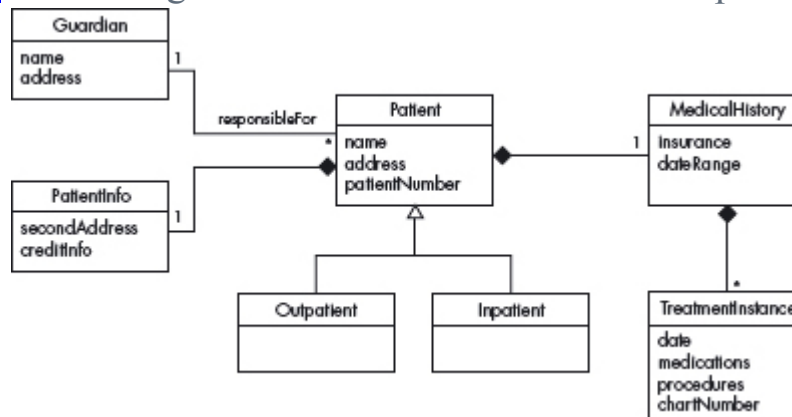 Guardian
name
address
1
responsibleFor
*
Patient
name
address
patientNumber
1
MedicalHistory
insurance
dateRange
PatientInfo
secondAddress
creditInfo
1
Outpatient
Inpatient
*
TreatmentInstance
date
medications
procedures
chartNumber